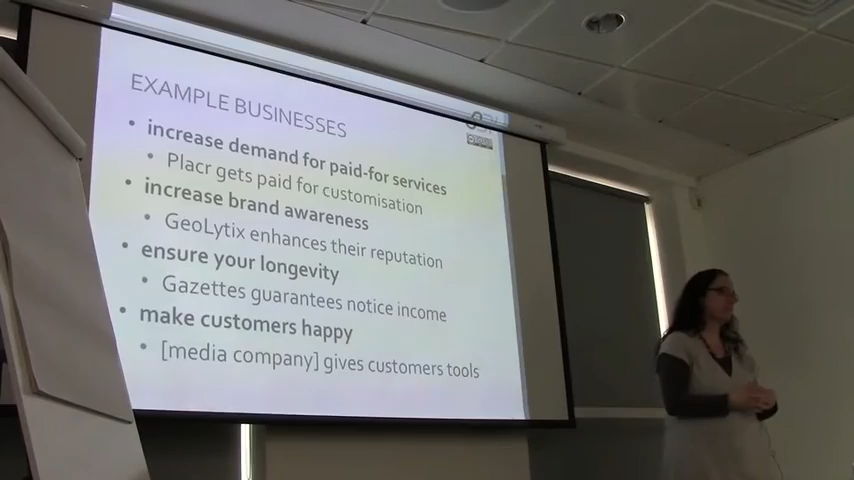 EXAMPLE BUSINESSES
• increase demand for paid-for services
• Placr gets paid for customisation
• increase brand awareness
• GeoLytix enhances their reputation
• ensure your longevity
• Gazettes guarantees notice income
• make customers happy
• [media company] gives customers tools